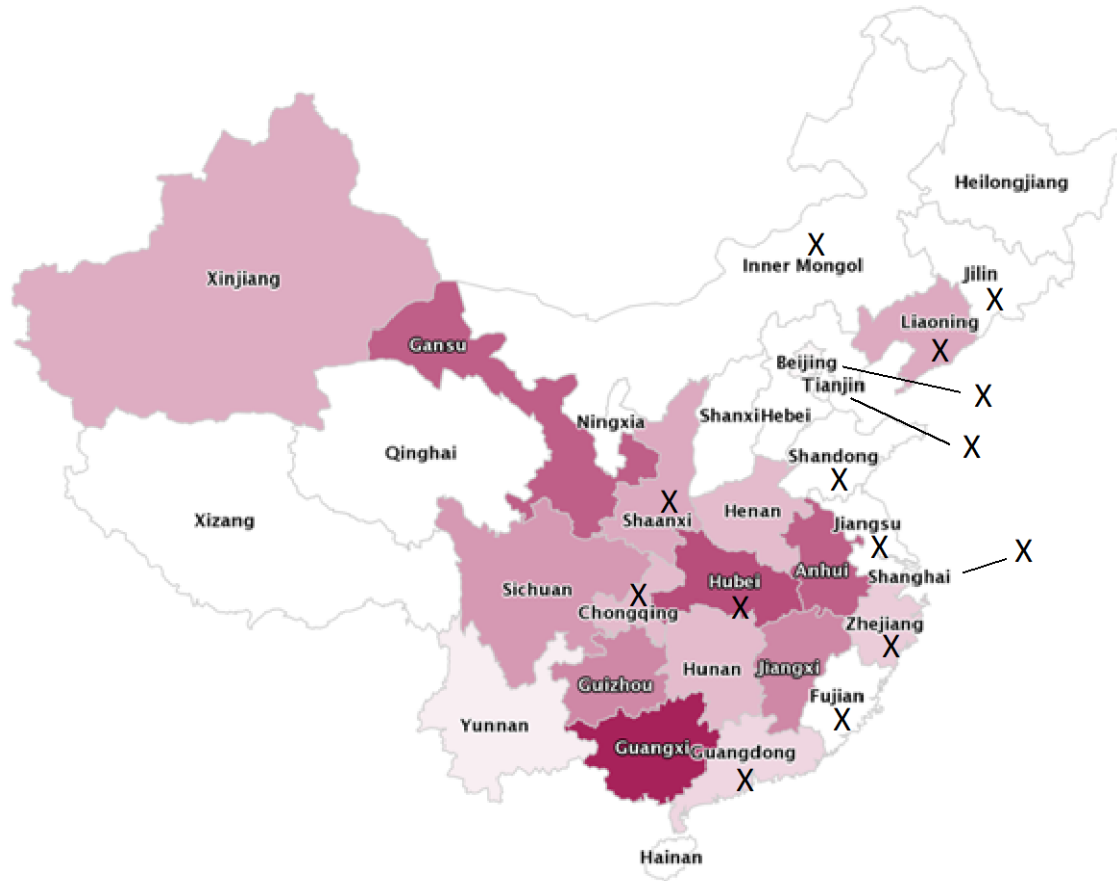 Heilongjiang
X
Inner Mongol
Jilin
X
Xinjiang
Liaoning
X
Gansu
Beijing
Tianjin
X
Ningxia
ShanxiHebei
X
Qinghai
Shandong
X
X
Xizang
Shaanxi
Henan
Jiangsu
X
X
Sichuan
Hubei
Anhui
Shanghai
X
Chongqing
X
Zhejiang
X
Guizhou
Hunan
Jiangxi
Fujian
X
Yunnan
Guangxi
Guangdong
X
Hainan